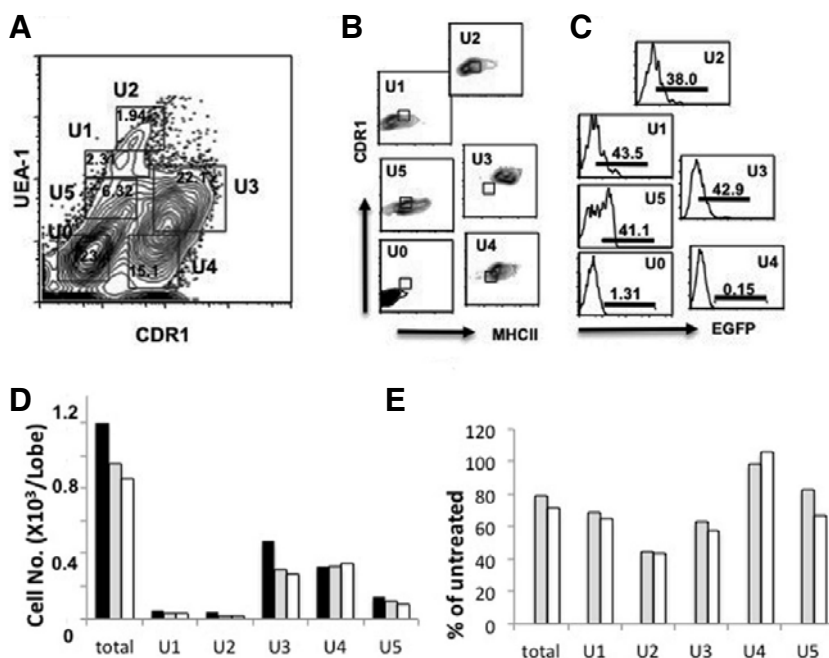 A
UEA-1
CDR1
U2
1.94
U1
2.31
U5
6.32
U3
U0
23.
U4
15.1
B
CDR1
MHCII
U2
U1
U3
U5
U0
U4
C
EGFP
U2
38.0
U1
43.5
U3
42.9
U5
41.1
U0
1.31
U4
0.15
D
Cell No. (X10³/Lobe)
1.2
0.8
0.4
0
total U1 U2 U3 U4 U5
E
% of untreated
120
100
80
60
40
20
0
total U1 U2 U3 U4 U5